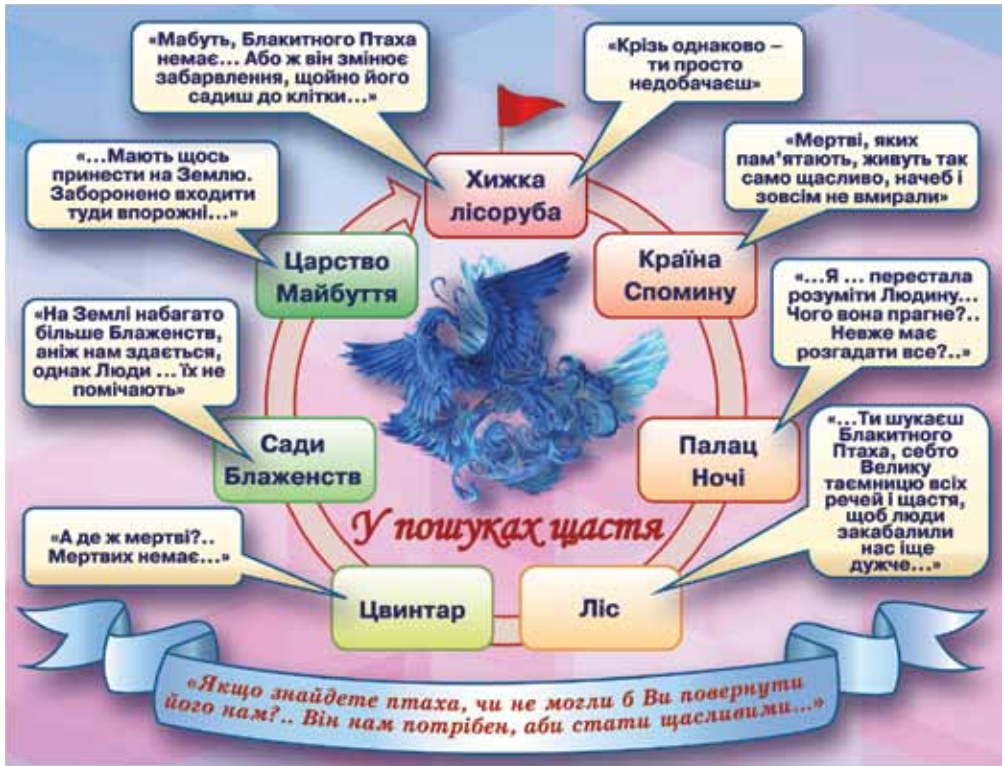 «Мабуть, Блакитного Птаха
немає... Або ж він змінює
забарвлення, щойно його
садиш до клітки...»
«Крізь однаково –
ти просто
недобачаєш»
Хижка
лісоруба
«Мертві, яких
пам’ятають, живуть так
само щасливо, начеб і
зовсім не вмирали»
Країна
Спомину
«...Я ... перестала
розуміти Людину...
Чого вона прагне?..
Невже має
розгадати все?..»
Палац
Ночі
«...Ти шукаєш
Блакитного
Птаха, себто
Велику
таємницю всіх
речей і щастя,
щоб люди
закабалили
нас іще
дужче...»
Ліс
«А де ж мертві?..
Мертвих немає...»
Цвинтар
«На Землі набагато
більше Блаженств,
аніж нам здається,
однак Люди ... їх не
помічають»
Сади
Блаженств
«...Мають щось
принести на Землю.
Заборонено входити
туди впорожні...»
Царство
Майбуття
У пошуках щастя
«Якщо знайдете птаха, чи не могли б Ви повернути
його нам?.. Він нам потрібен, аби стати щасливими...»